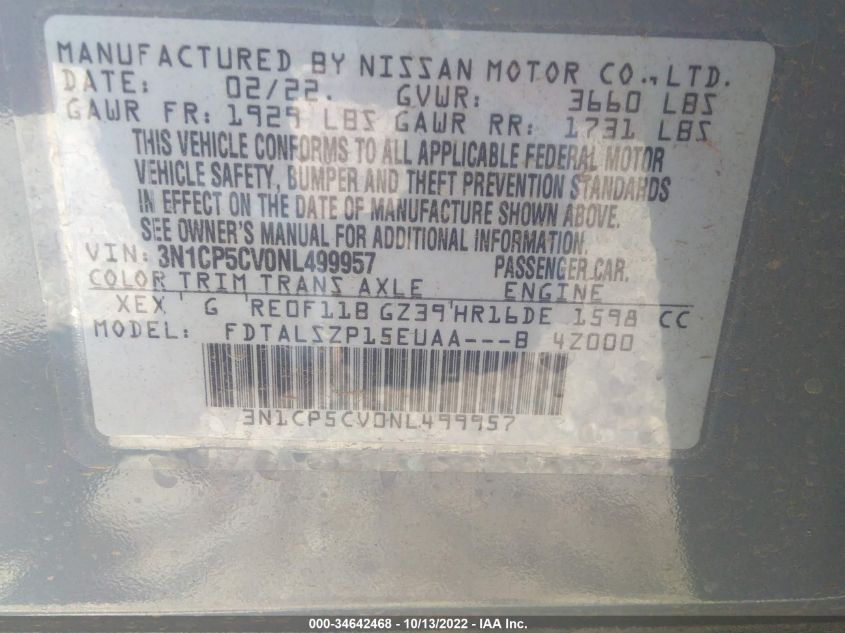 MANUFACTURED BY NISSAN MOTOR CO., LTD.
DATE: 02/22. GVWR: 3660 LBS
GAWR FR: 1929 LBS GAWR RR: 1731 LBS
THIS VEHICLE CONFORMS TO ALL APPLICABLE FEDERAL MOTOR
VEHICLE SAFETY, BUMPER AND THEFT PREVENTION STANDARDS
IN EFFECT ON THE DATE OF MANUFACTURE SHOWN ABOVE.
SEE OWNER'S MANUAL FOR ADDITIONAL INFORMATION.
VIN: 3N1CP5CV0NL499957 PASSENGER CAR.
COLOR TRIM TRANS AXLE ENGINE
XEX G RE0F11B GZ39 HR16DE 1598 CC
MODEL: FDTALSZP15EUAA---B 4Z000
3N1CP5CV0NL499957
000-34642468 - 10/13/2022 - IAA Inc.